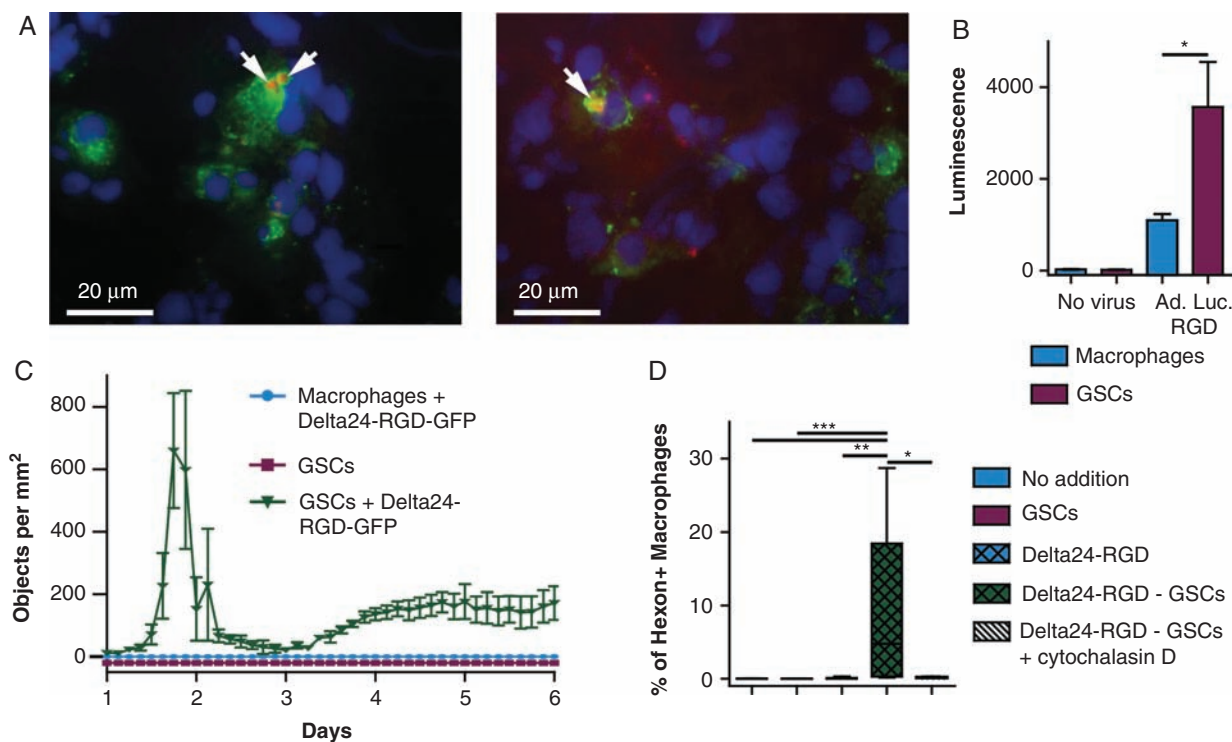 A
20 μm
20 μm
B
Luminescence
4000
2000
0
*
No virus
Ad. Luc.
RGD
Macrophages
GSCs
C
Objects per mm²
800
600
400
200
0
1
2
3
4
5
6
Days
Macrophages +
Delta24-RGD-GFP
GSCs
GSCs + Delta24-
RGD-GFP
D
% of Hexon+ Macrophages
30
20
10
0
***
**
*
No addition
GSCs
Delta24-RGD
Delta24-RGD - GSCs
Delta24-RGD - GSCs
+ cytochalasin D